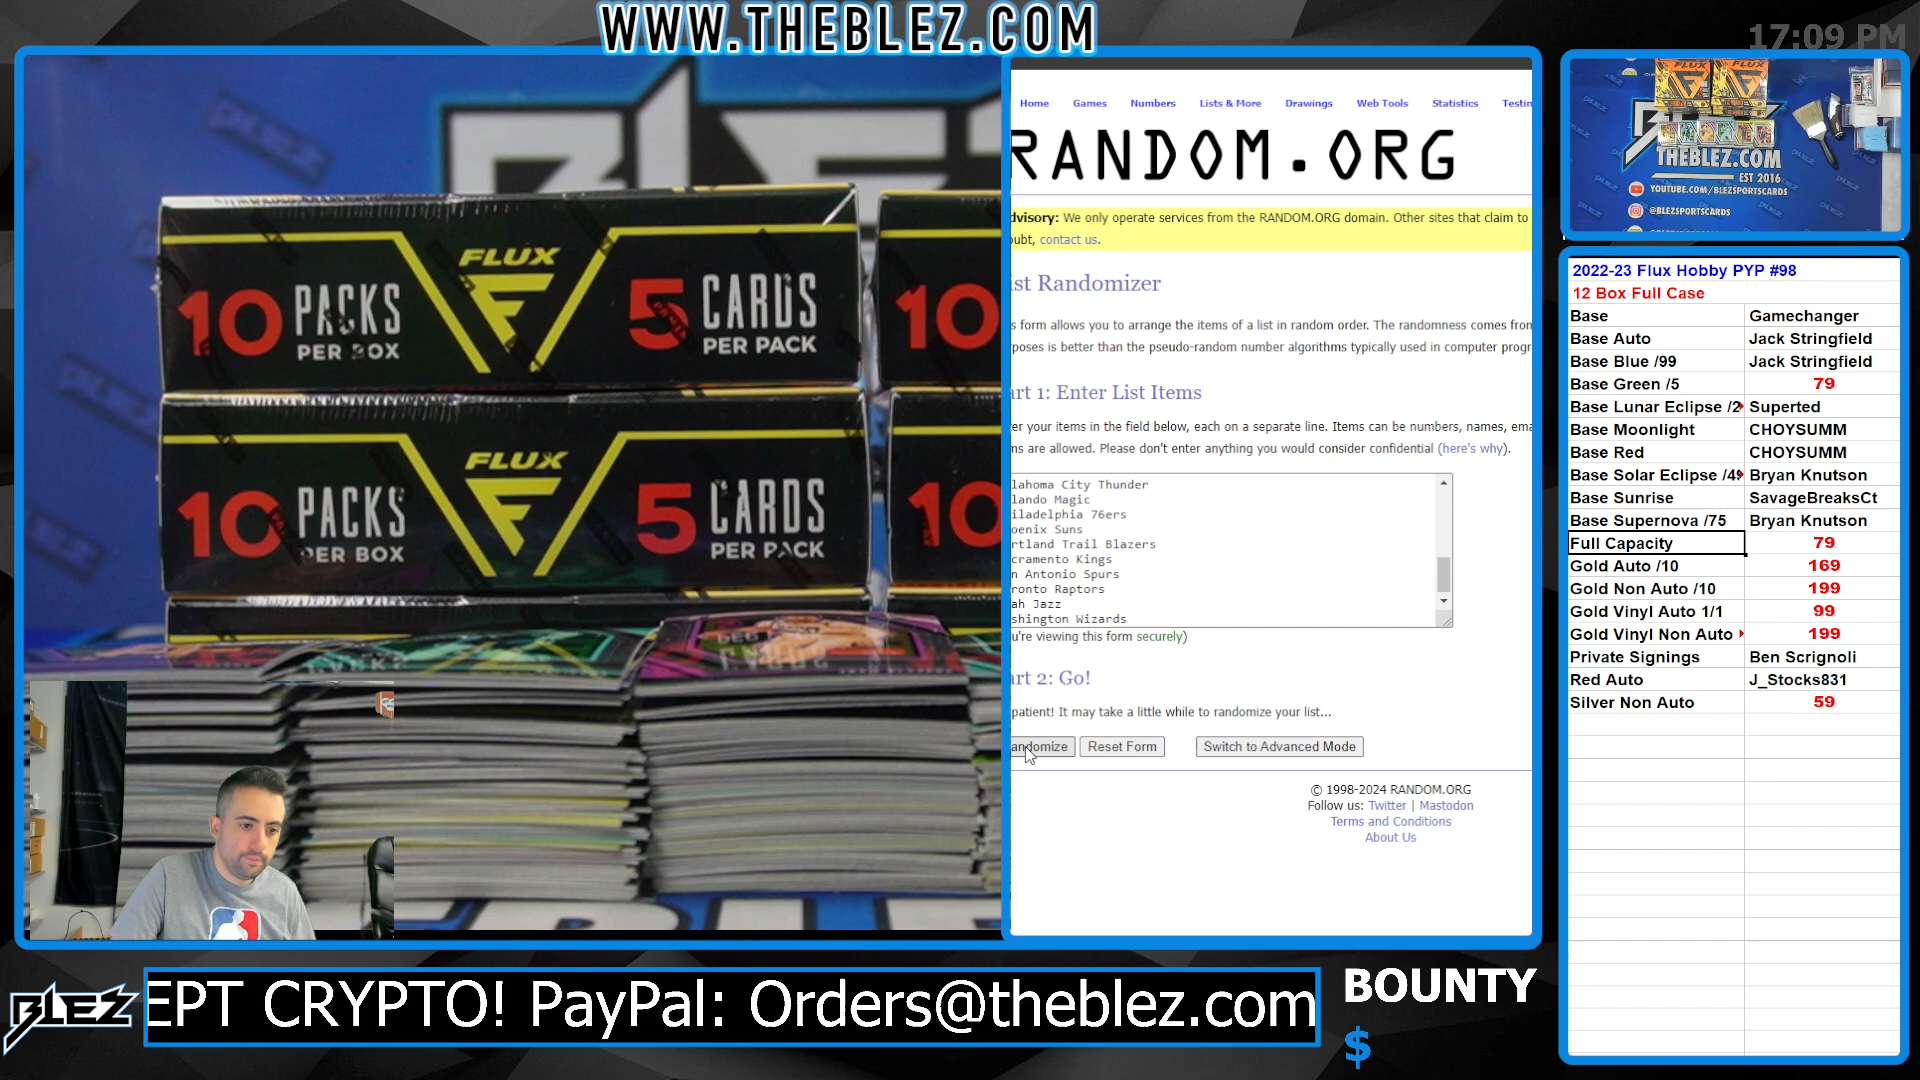 WWW.THEBLEZ.COM
17:09 PM
FLUX
10 PACKS PER BOX
5 CARDS PER PACK
10
FLUX
10 PACKS PER BOX
5 CARDS PER PACK
10
Home Games Numbers Lists & More Drawings Web Tools Statistics Testin
RANDOM.ORG
dvisory: We only operate services from the RANDOM.ORG domain. Other sites that claim to
oubt, contact us.
ist Randomizer
s form allows you to arrange the items of a list in random order. The randomness comes from
rposes is better than the pseudo-random number algorithms typically used in computer progr
art 1: Enter List Items
er your items in the field below, each on a separate line. Items can be numbers, names, ema
ms are allowed. Please don't enter anything you would consider confidential (here's why).
lahoma City Thunder
lando Magic
iladelphia 76ers
oenix Suns
rtland Trail Blazers
cramento Kings
n Antonio Spurs
ronto Raptors
ah Jazz
shington Wizards
u're viewing this form securely)
art 2: Go!
patient! It may take a little while to randomize your list...
andomize Reset Form Switch to Advanced Mode
© 1998-2024 RANDOM.ORG
Follow us: Twitter | Mastodon
Terms and Conditions
About Us
FLUX FLUX
THEBLEZ.COM
EST 2016
YOUTUBE.COM/BLEZSPORTSCARDS
@BLEZSPORTSCARDS
2022-23 Flux Hobby PYP #98
12 Box Full Case
Base Gamechanger
Base Auto Jack Stringfield
Base Blue /99 Jack Stringfield
Base Green /5 79
Base Lunar Eclipse /2 Superted
Base Moonlight CHOYSUMM
Base Red CHOYSUMM
Base Solar Eclipse /49 Bryan Knutson
Base Sunrise SavageBreaksCt
Base Supernova /75 Bryan Knutson
Full Capacity 79
Gold Auto /10 169
Gold Non Auto /10 199
Gold Vinyl Auto 1/1 99
Gold Vinyl Non Auto 199
Private Signings Ben Scrignoli
Red Auto J_Stocks831
Silver Non Auto 59
BLEZ
EPT CRYPTO! PayPal: Orders@theblez.com
BOUNTY
$